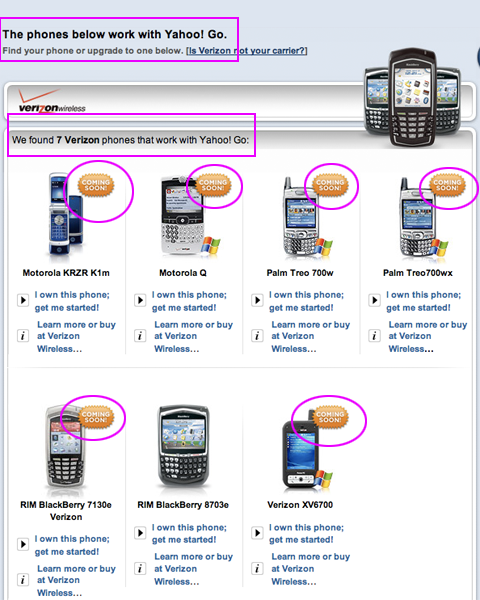 The phones below work with Yahoo! Go.
Find your phone or upgrade to one below. [Is Verizon not your carrier?]
BlackBerry
verizonwireless
We found 7 Verizon phones that work with Yahoo! Go:
COMING SOON!
COMING SOON!
COMING SOON!
COMING SOON!
Motorola KRZR K1m
Motorola Q
Palm Treo 700w
Palm Treo700wx
I own this phone; get me started!
I own this phone; get me started!
I own this phone; get me started!
I own this phone; get me started!
i Learn more or buy at Verizon Wireless...
i Learn more or buy at Verizon Wireless...
i Learn more or buy at Verizon Wireless...
i Learn more or buy at Verizon Wireless...
COMING SOON!
COMING SOON!
RIM BlackBerry 7130e Verizon
RIM BlackBerry 8703e
Verizon XV6700
I own this phone; get me started!
I own this phone; get me started!
I own this phone; get me started!
i Learn more or buy at Verizon Wireless...
i Learn more or buy at Verizon Wireless...
i Learn more or buy at Verizon Wireless...